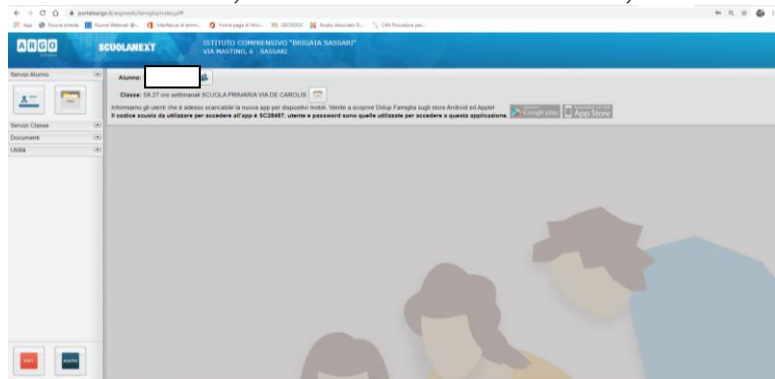 portaleargo.it/argoweb/famiglia/index.jsf#
App Nuova scheda
ARGO SCUOLANEXT ISTITUTO COMPRENSIVO "BRIGATA SASSARI"
VIA MASTINO, 6 - SASSARI
Servizi Alunno
Alunno:
Classe: 5A 27 ore settimanali SCUOLA PRIMARIA VIA DE CAROLIS
Informiamo gli utenti che è adesso scaricabile la nuova app per dispositivi mobili. Venite a scoprire Didup Famiglia sugli store Android ed Apple!
Il codice scuola da utilizzare per accedere all'app è SC28487, utente e password sono quelle utilizzate per accedere a questa applicazione.
Google play App Store
Servizi Classe
Documenti
Utilità